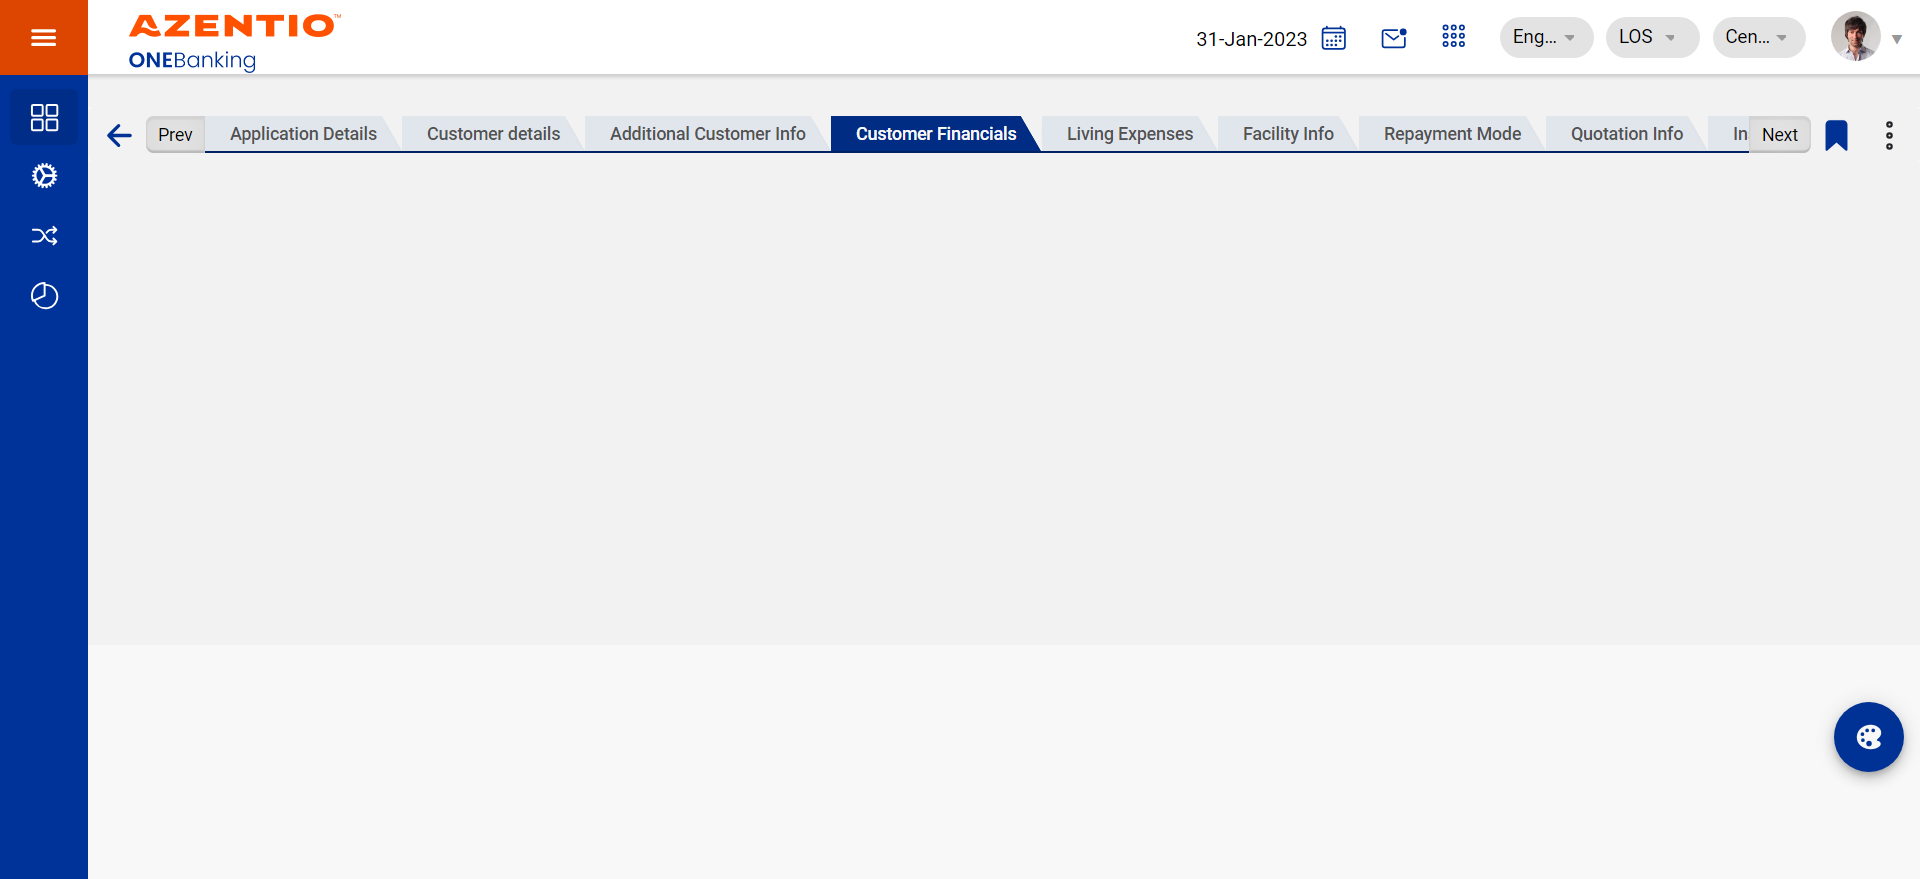 AZENTIO™
ONEBanking
31-Jan-2023
Eng...
LOS
Cen...
Prev
Application Details
Customer details
Additional Customer Info
Customer Financials
Living Expenses
Facility Info
Repayment Mode
Quotation Info
In
Next